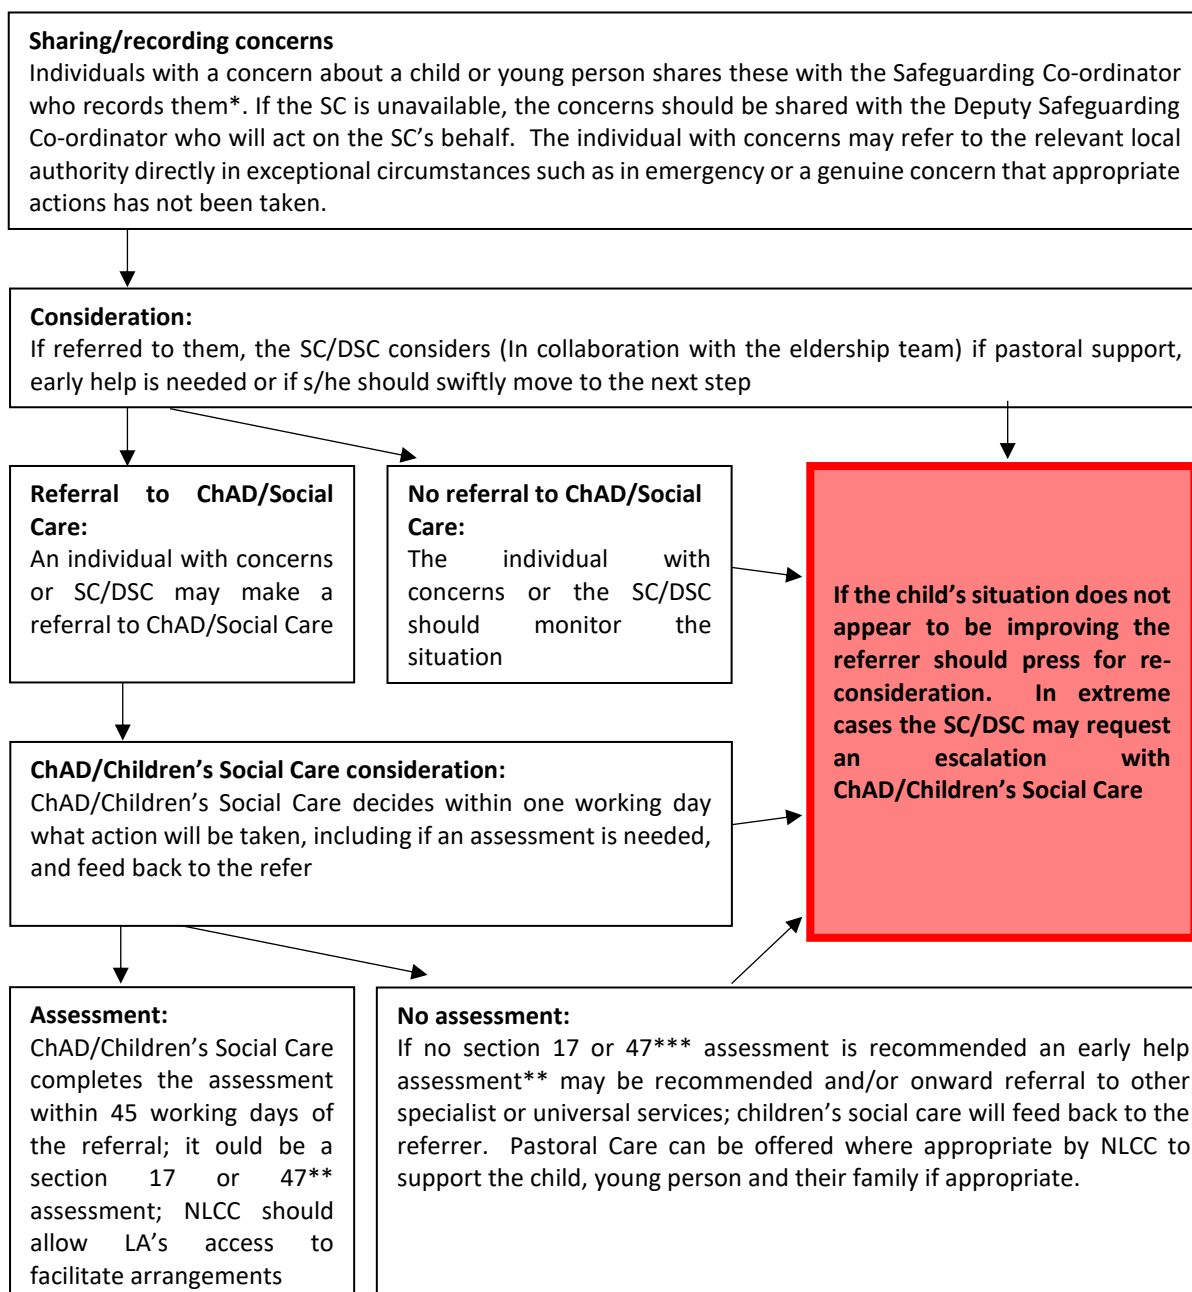 Sharing/recording concerns
Individuals with a concern about a child or young person shares these with the Safeguarding Co-ordinator
who records them*. If the SC is unavailable, the concerns should be shared with the Deputy Safeguarding
Co-ordinator who will act on the SC’s behalf. The individual with concerns may refer to the relevant local
authority directly in exceptional circumstances such as in emergency or a genuine concern that appropriate
actions has not been taken.
Consideration:
If referred to them, the SC/DSC considers (In collaboration with the eldership team) if pastoral support,
early help is needed or if s/he should swiftly move to the next step
Referral to ChAD/Social
Care:
An individual with concerns
or SC/DSC may make a
referral to ChAD/Social Care
No referral to ChAD/Social
Care:
The individual with
concerns or the SC/DSC
should monitor the
situation
If the child’s situation does not
appear to be improving the
referrer should press for re-
consideration. In extreme
cases the SC/DSC may request
an escalation with
ChAD/Children’s Social Care
ChAD/Children’s Social Care consideration:
ChAD/Children’s Social Care decides within one working day
what action will be taken, including if an assessment is needed,
and feed back to the refer
Assessment:
ChAD/Children’s Social Care
completes the assessment
within 45 working days of
the referral; it ould be a
section 17 or 47**
assessment; NLCC should
allow LA’s access to
facilitate arrangements
No assessment:
If no section 17 or 47*** assessment is recommended an early help
assessment** may be recommended and/or onward referral to other
specialist or universal services; children’s social care will feed back to the
referrer. Pastoral Care can be offered where appropriate by NLCC to
support the child, young person and their family if appropriate.